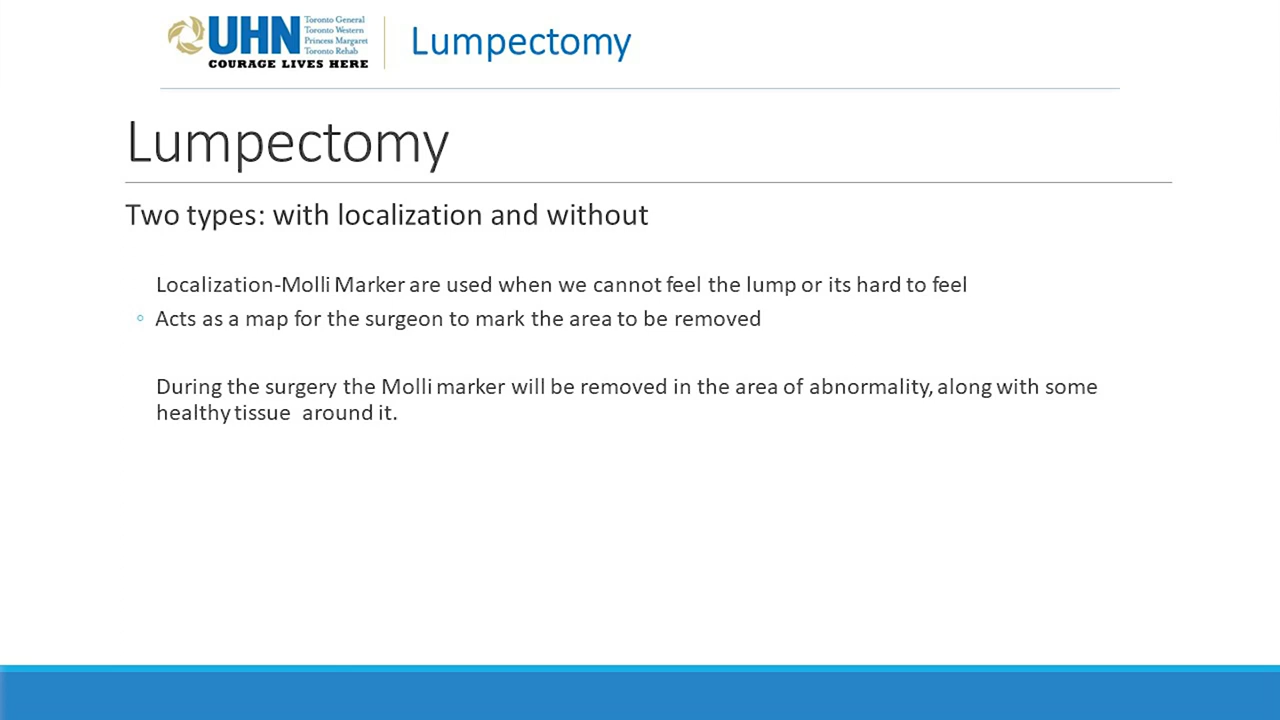 UHN
Toronto General
Toronto Western
Princess Margaret
Toronto Rehab
COURAGE LIVES HERE
Lumpectomy
Lumpectomy
Two types: with localization and without
Localization-Molli Marker are used when we cannot feel the lump or its hard to feel
◦ Acts as a map for the surgeon to mark the area to be removed
During the surgery the Molli marker will be removed in the area of abnormality, along with some
healthy tissue  around it.